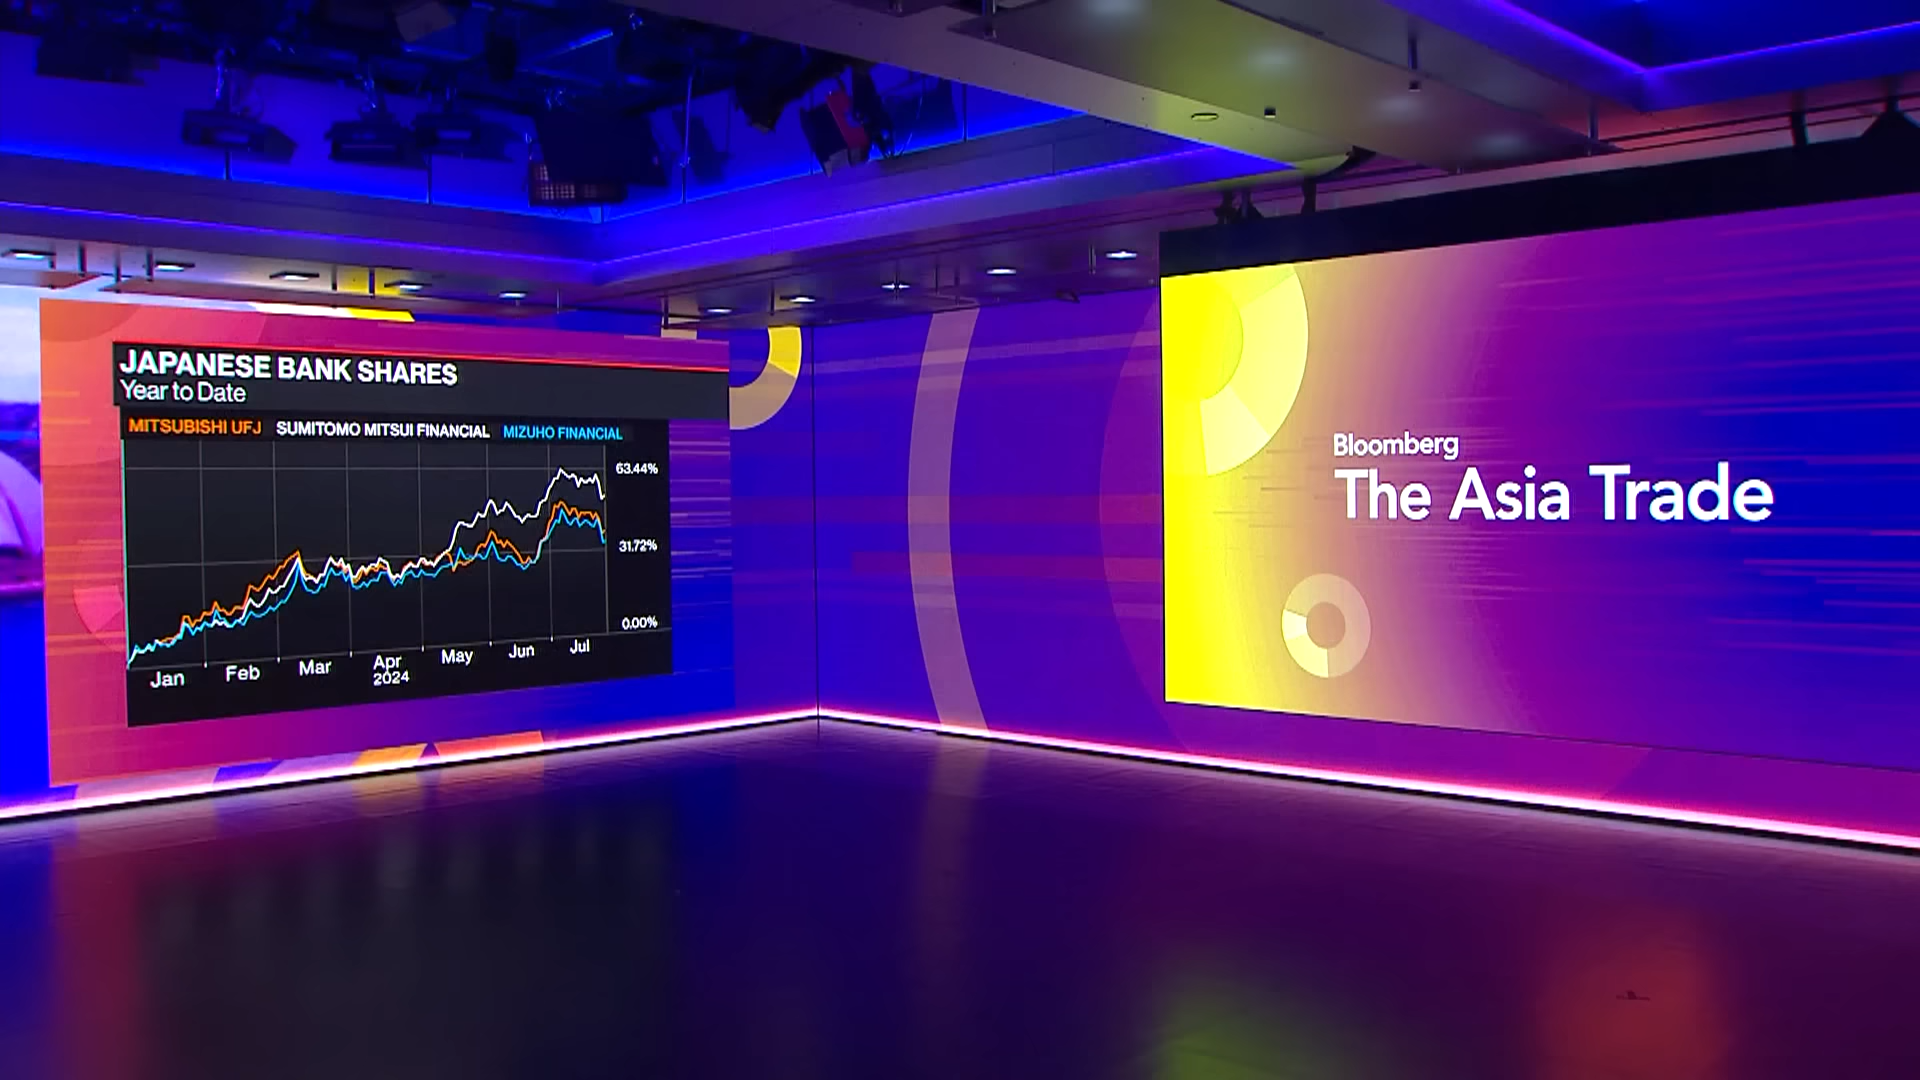 JAPANESE BANK SHARES
Year to Date
MITSUBISHI UFJ SUMITOMO MITSUI FINANCIAL MIZUHO FINANCIAL
63.44%
31.72%
0.00%
Jan Feb Mar Apr May Jun Jul
2024
Bloomberg
The Asia Trade